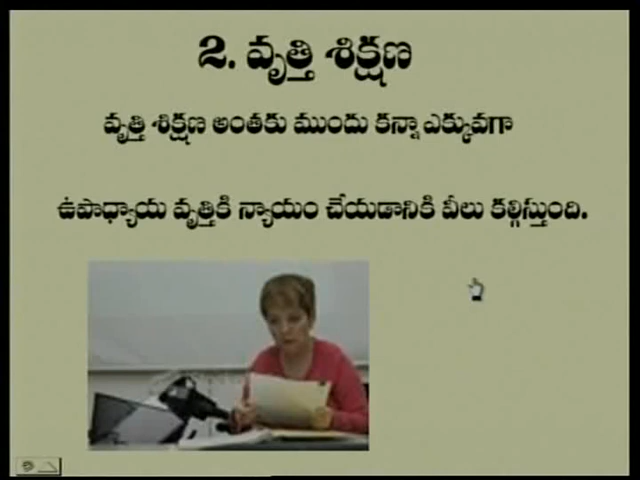 2. వృత్తి శిక్షణ
వృత్తి శిక్షణ అంతకు ముందు కన్నా ఎక్కువగా
ఉపాధ్యాయ వృత్తికి న్యాయం చేయడానికి వీలు కల్గిస్తుంది.